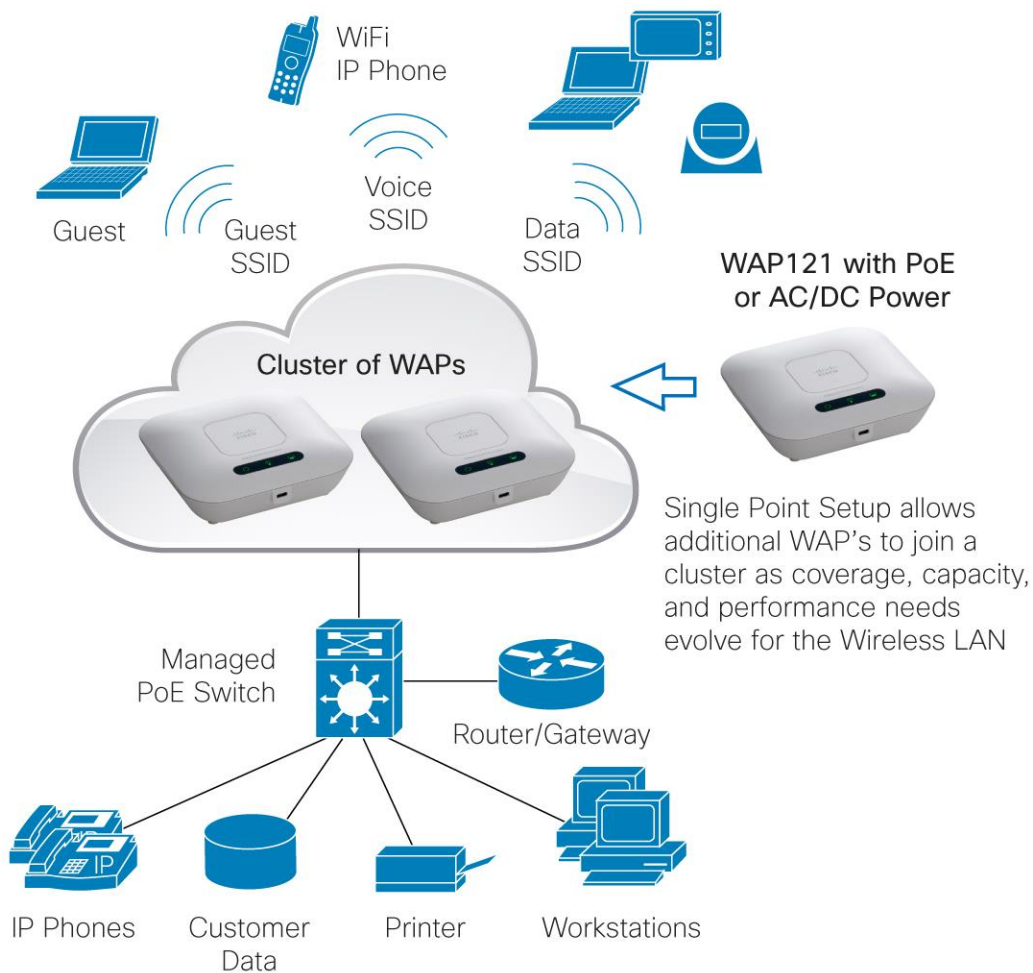 WiFi
IP Phone
Guest
Guest
SSID
Voice
SSID
Data
SSID
WAP121 with PoE
or AC/DC Power
Cluster of WAPs
Single Point Setup allows
additional WAP's to join a
cluster as coverage, capacity,
and performance needs
evolve for the Wireless LAN
Managed
PoE Switch
Router/Gateway
IP
IP Phones
Customer
Data
Printer
Workstations